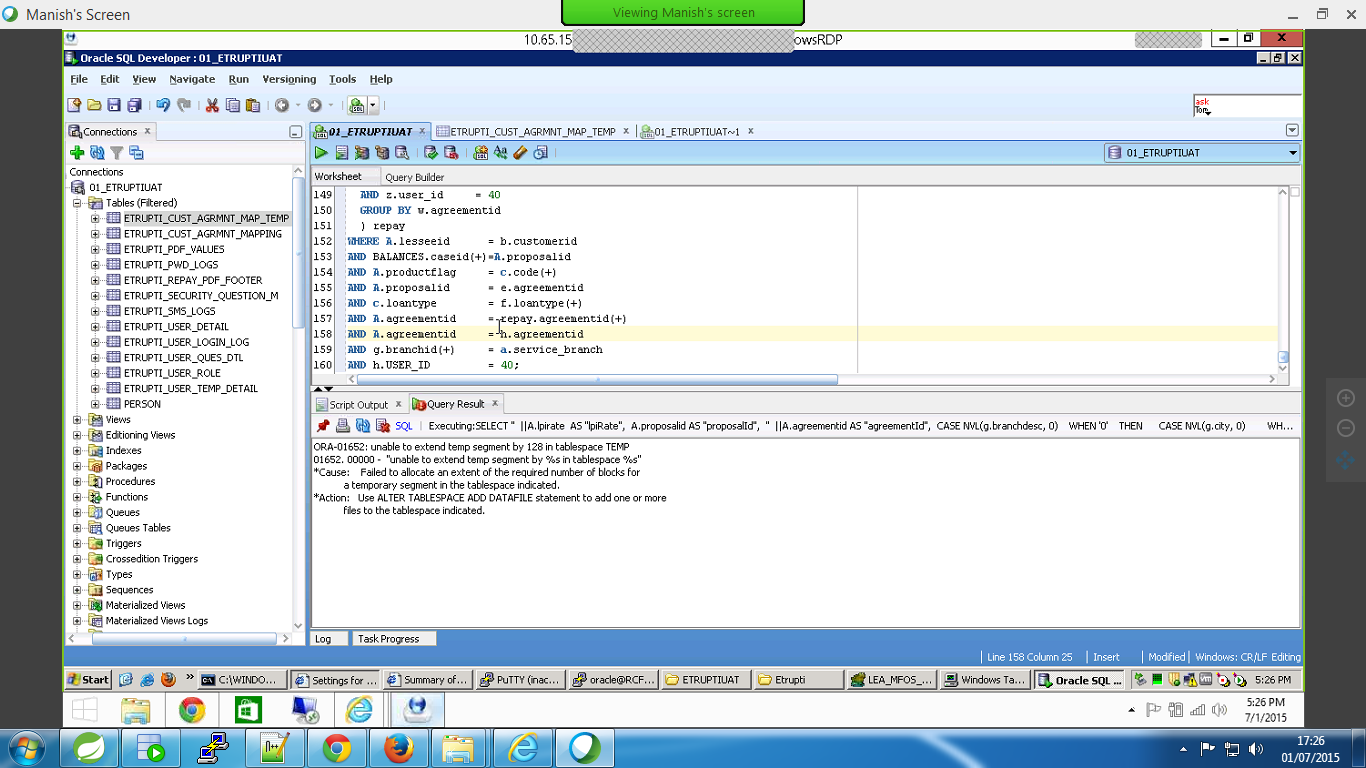 Manish's Screen
Viewing Manish's screen
10.65.15
owsRDP
Oracle SQL Developer : 01_ETRUPTIUAT
File Edit View Navigate Run Versioning Tools Help
ask
Tom
Connections
01_ETRUPTIUAT
ETRUPTI_CUST_AGRMNT_MAP_TEMP
01_ETRUPTIUAT~1
01_ETRUPTIUAT
Connections
01_ETRUPTIUAT
Tables (Filtered)
ETRUPTI_CUST_AGRMNT_MAP_TEMP
ETRUPTI_CUST_AGRMNT_MAPPING
ETRUPTI_PDF_VALUES
ETRUPTI_PWD_LOGS
ETRUPTI_REPAY_PDF_FOOTER
ETRUPTI_SECURITY_QUESTION_M
ETRUPTI_SMS_LOGS
ETRUPTI_USER_DETAIL
ETRUPTI_USER_LOGIN_LOG
ETRUPTI_USER_QUES_DTL
ETRUPTI_USER_ROLE
ETRUPTI_USER_TEMP_DETAIL
PERSON
Views
Editioning Views
Indexes
Packages
Procedures
Functions
Queues
Queues Tables
Triggers
Crossedition Triggers
Types
Sequences
Materialized Views
Materialized Views Logs
Worksheet Query Builder
149 AND z.user_id = 40
150 GROUP BY w.agreementid
151 ) repay
152 WHERE A.lesseeid = b.customerid
153 AND BALANCES.caseid(+)=A.proposalid
154 AND A.productflag = c.code(+)
155 AND A.proposalid = e.agreementid
156 AND c.loantype = f.loantype(+)
157 AND A.agreementid = repay.agreementid(+)
158 AND A.agreementid = h.agreementid
159 AND g.branchid(+) = a.service_branch
160 AND h.USER_ID = 40;
Script Output Query Result
SQL Executing:SELECT '' ||A.lpirate AS "lpiRate", A.proposalid AS "proposalId", '' ||A.agreementid AS "agreementId", CASE NVL(g.branchdesc, 0) WHEN '0' THEN CASE NVL(g.city, 0) WH...
ORA-01652: unable to extend temp segment by 128 in tablespace TEMP
01652. 00000 - "unable to extend temp segment by %s in tablespace %s"
*Cause: Failed to allocate an extent of the required number of blocks for
a temporary segment in the tablespace indicated.
*Action: Use ALTER TABLESPACE ADD DATAFILE statement to add one or more
files to the tablespace indicated.
Log Task Progress
Line 158 Column 25 Insert Modified Windows: CR/LF Editing
Start C:\WINDO... Settings for ... Summary of... PuTTY (inac... oracle@RCF... ETRUPTIUAT Etrupti LEA_MFOS_... Windows Ta... Oracle SQL ... 5:26 PM
5:26 PM
7/1/2015
17:26
01/07/2015